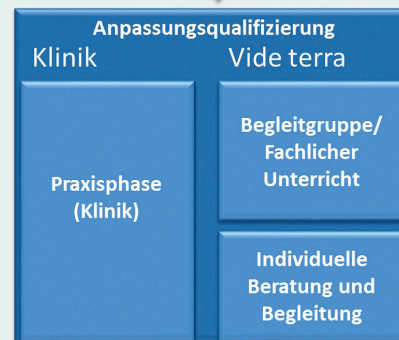 Anpassungsqualifizierung
Klinik
Vide terra
Praxisphase
(Klinik)
Begleitgruppe/
Fachlicher
Unterricht
Individuelle
Beratung und
Begleitung